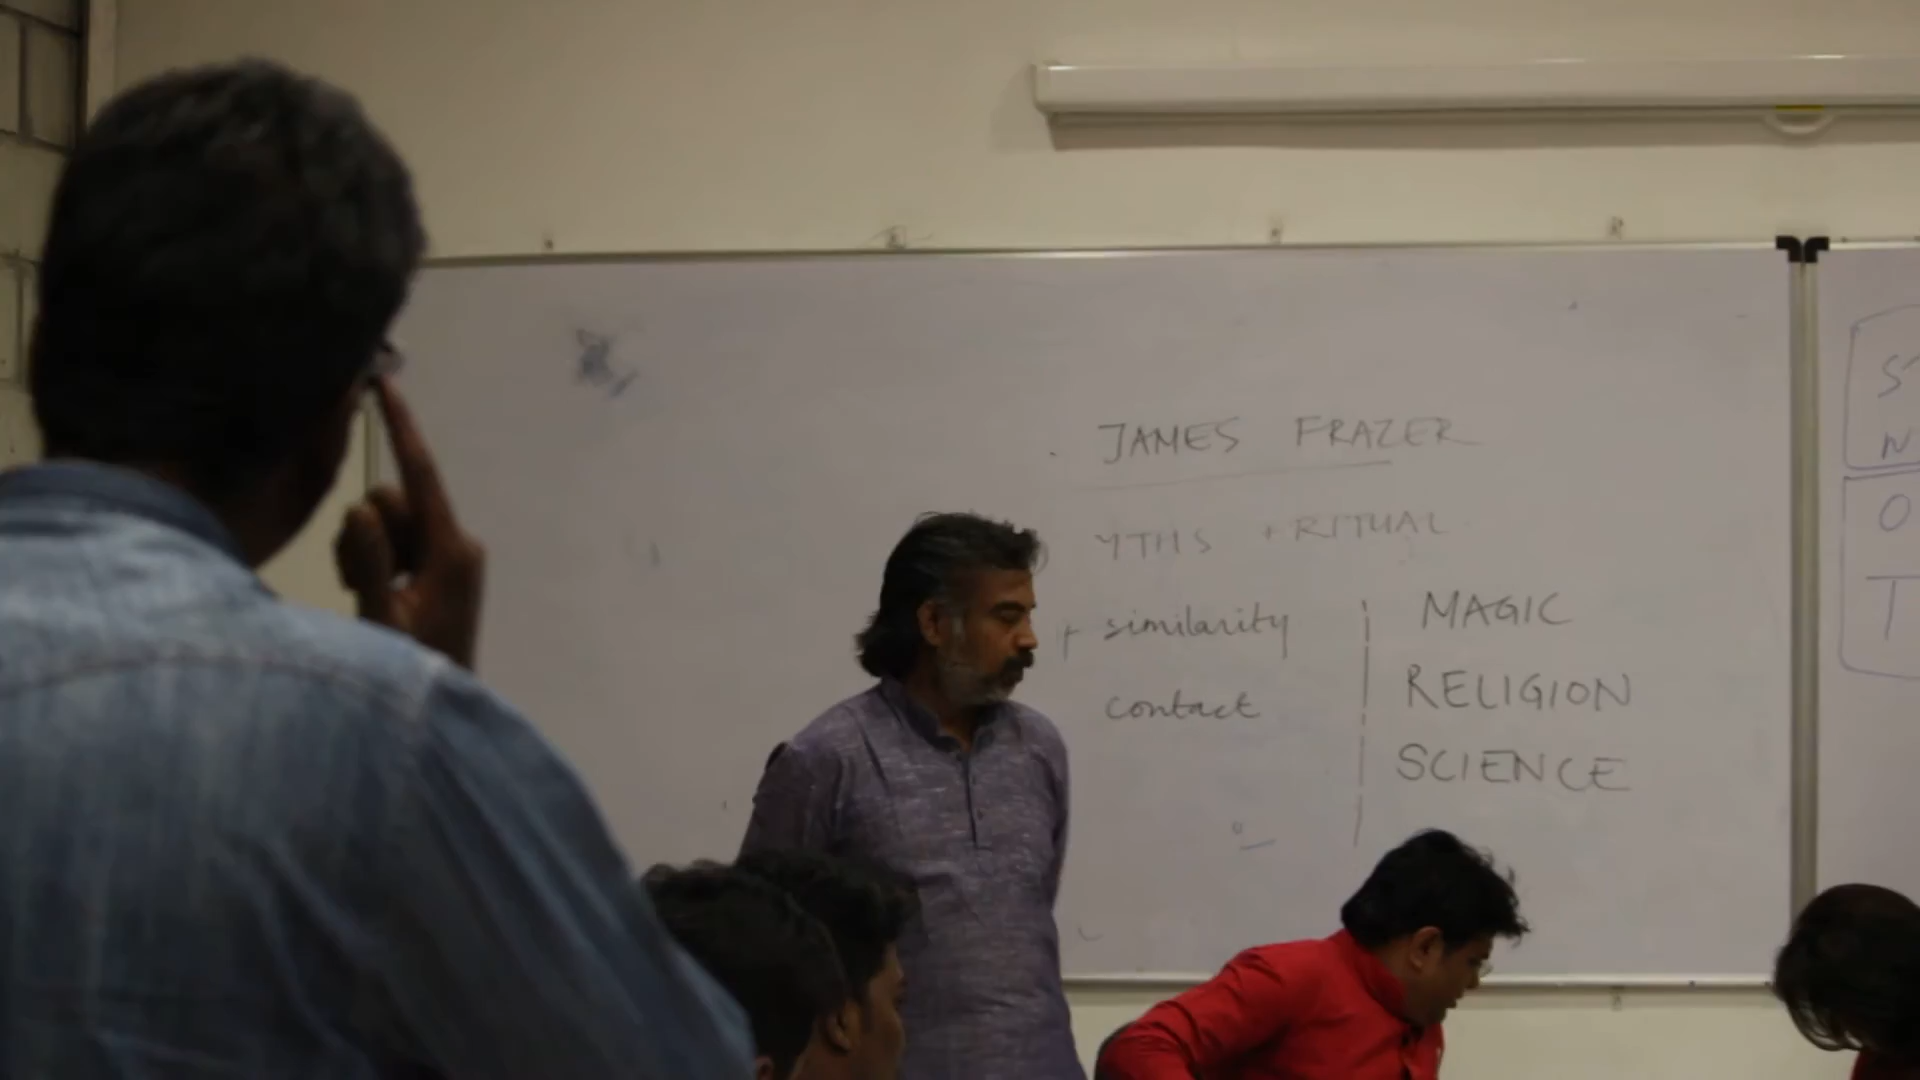 JAMES FRAZER
YTHS + RITUAL
similarity
contact
MAGIC
RELIGION
SCIENCE
S
N
O
T